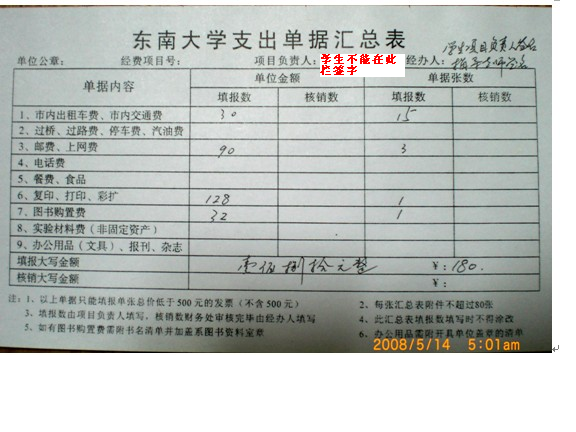 东南大学支出单据汇总表
单位公章： 经费项目号： 项目负责人：学生不能在此栏签字 经办人：学生项目负责人签名
指导老师签名
单据内容 单位金额 单据张数
填报数 核销数 填报数 核销数
1、市内出租车费、市内交通费 30 15
2、过桥、过路费、停车费、汽油费
3、邮费、上网费 90 3
4、电话费
5、餐费、食品
6、复印、打印、彩扩 128 1
7、图书购置费 32 1
8、实验材料费（非固定资产）
9、办公用品（文具）、报刊、杂志
填报大写金额 壹佰捌拾元整 ¥：180.
核销大写金额 ¥：
注：1、以上单据只能填报单张总价低于500元的发票（不含500元） 2、每张汇总表附件不超过80张
3、填报数由项目负责人填写，核销数财务处审核完毕由经办人填写 4、此汇总表填报数填写时不得涂改
5、如有图书购置费需附书名清单并加盖系图书资料室章 6、办公用品需附开具单位盖章的清单
2008/5/14 5:01am